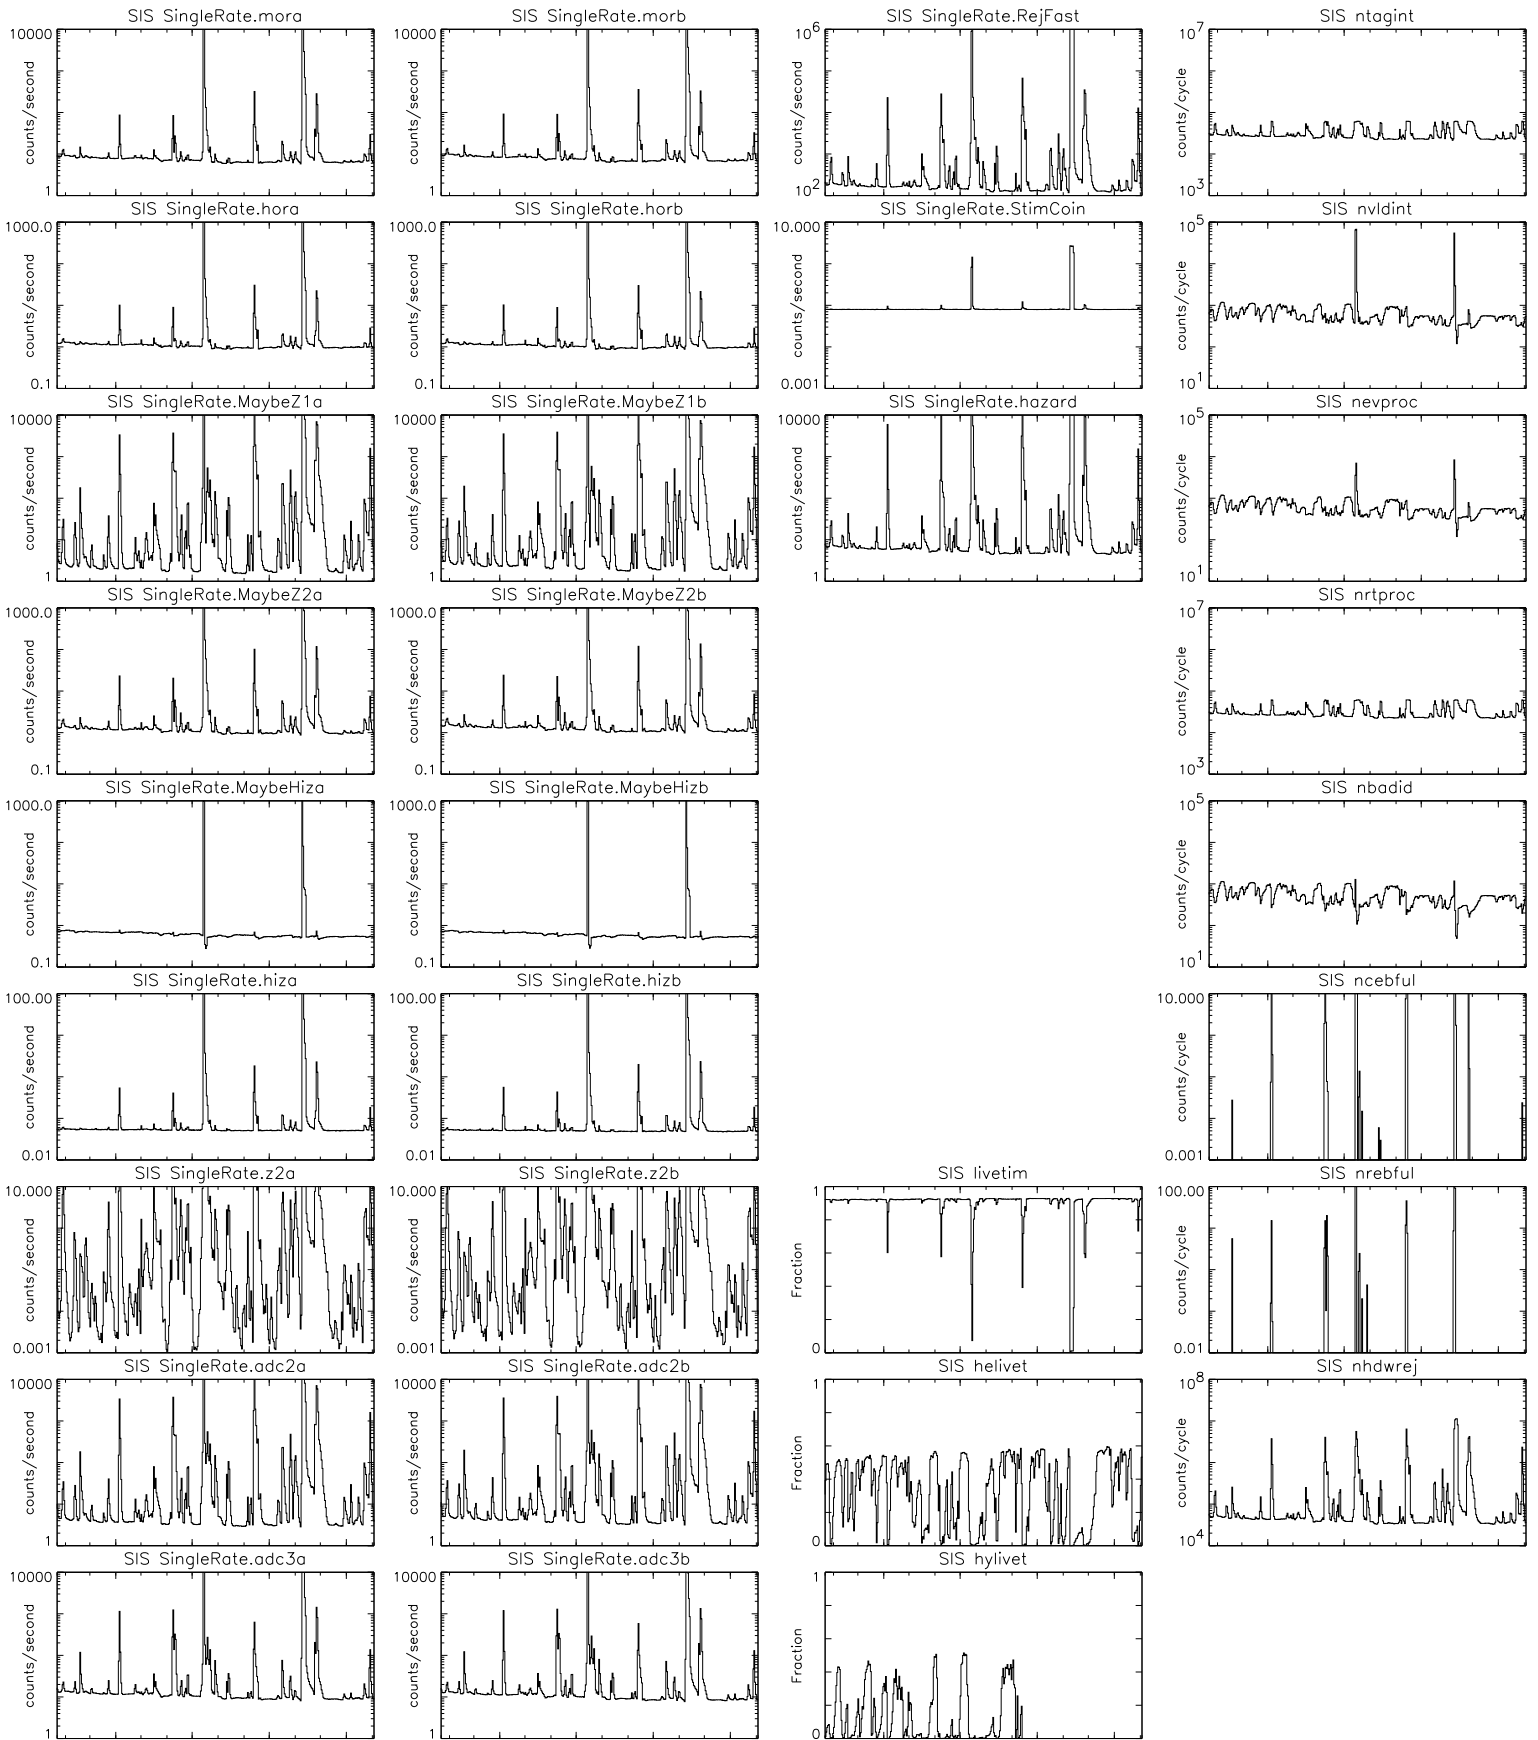 SIS SingleRate.mora
10000
counts/second
1
SIS SingleRate.morb
10000
counts/second
1
SIS SingleRate.RejFast
10^6
counts/second
10^2
SIS ntagint
10^7
counts/cycle
10^3
SIS SingleRate.hora
1000.0
counts/second
0.1
SIS SingleRate.horb
1000.0
counts/second
0.1
SIS SingleRate.StimCoin
10.000
counts/second
0.001
SIS nvldint
10^5
counts/cycle
10^1
SIS SingleRate.MaybeZ1a
10000
counts/second
1
SIS SingleRate.MaybeZ1b
10000
counts/second
1
SIS SingleRate.hazard
10000
counts/second
1
SIS nevproc
10^5
counts/cycle
10^1
SIS SingleRate.MaybeZ2a
1000.0
counts/second
0.1
SIS SingleRate.MaybeZ2b
1000.0
counts/second
0.1
SIS nrtproc
10^7
counts/cycle
10^3
SIS SingleRate.MaybeHiza
1000.0
counts/second
0.1
SIS SingleRate.MaybeHizb
1000.0
counts/second
0.1
SIS nbadid
10^5
counts/cycle
10^1
SIS SingleRate.hiza
100.00
counts/second
0.01
SIS SingleRate.hizb
100.00
counts/second
0.01
SIS ncebful
10.000
counts/cycle
0.001
SIS SingleRate.z2a
10.000
counts/second
0.001
SIS SingleRate.z2b
10.000
counts/second
0.001
SIS livetim
1
Fraction
0
SIS nrebful
100.00
counts/cycle
0.01
SIS SingleRate.adc2a
10000
counts/second
1
SIS SingleRate.adc2b
10000
counts/second
1
SIS helivet
1
Fraction
0
SIS nhdwrej
10^8
counts/cycle
10^4
SIS SingleRate.adc3a
10000
counts/second
1
SIS SingleRate.adc3b
10000
counts/second
1
SIS hylivet
1
Fraction
0